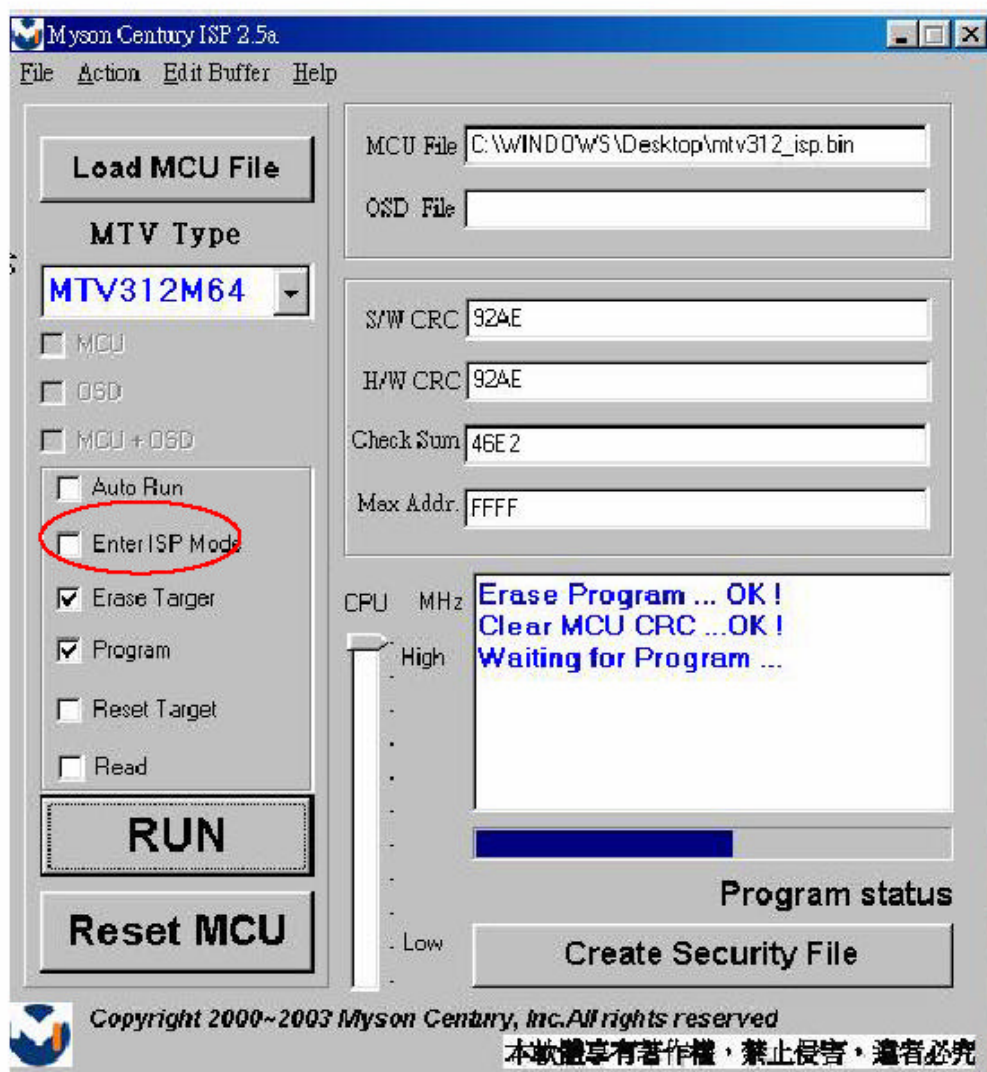 Myson Century ISP 2.5a
File Action Edit Buffer Help
Load MCU File
MTV Type
MTV312M64
MCU
OSD
MCU + OSD
Auto Run
Enter ISP Mode
Erase Targer
Program
Reset Target
Read
RUN
Reset MCU
MCU File C:\WINDOWS\Desktop\mtv312_isp.bin
OSD File
S/W CRC 92AE
H/W CRC 92AE
Check Sum 46E2
Max Addr. FFFF
CPU MHz
High
Low
Erase Program ... OK !
Clear MCU CRC ...OK !
Waiting for Program ...
Program status
Create Security File
Copyright 2000~2003 Myson Century, Inc.All rights reserved
本軟體享有著作權，禁止侵害，違者必究